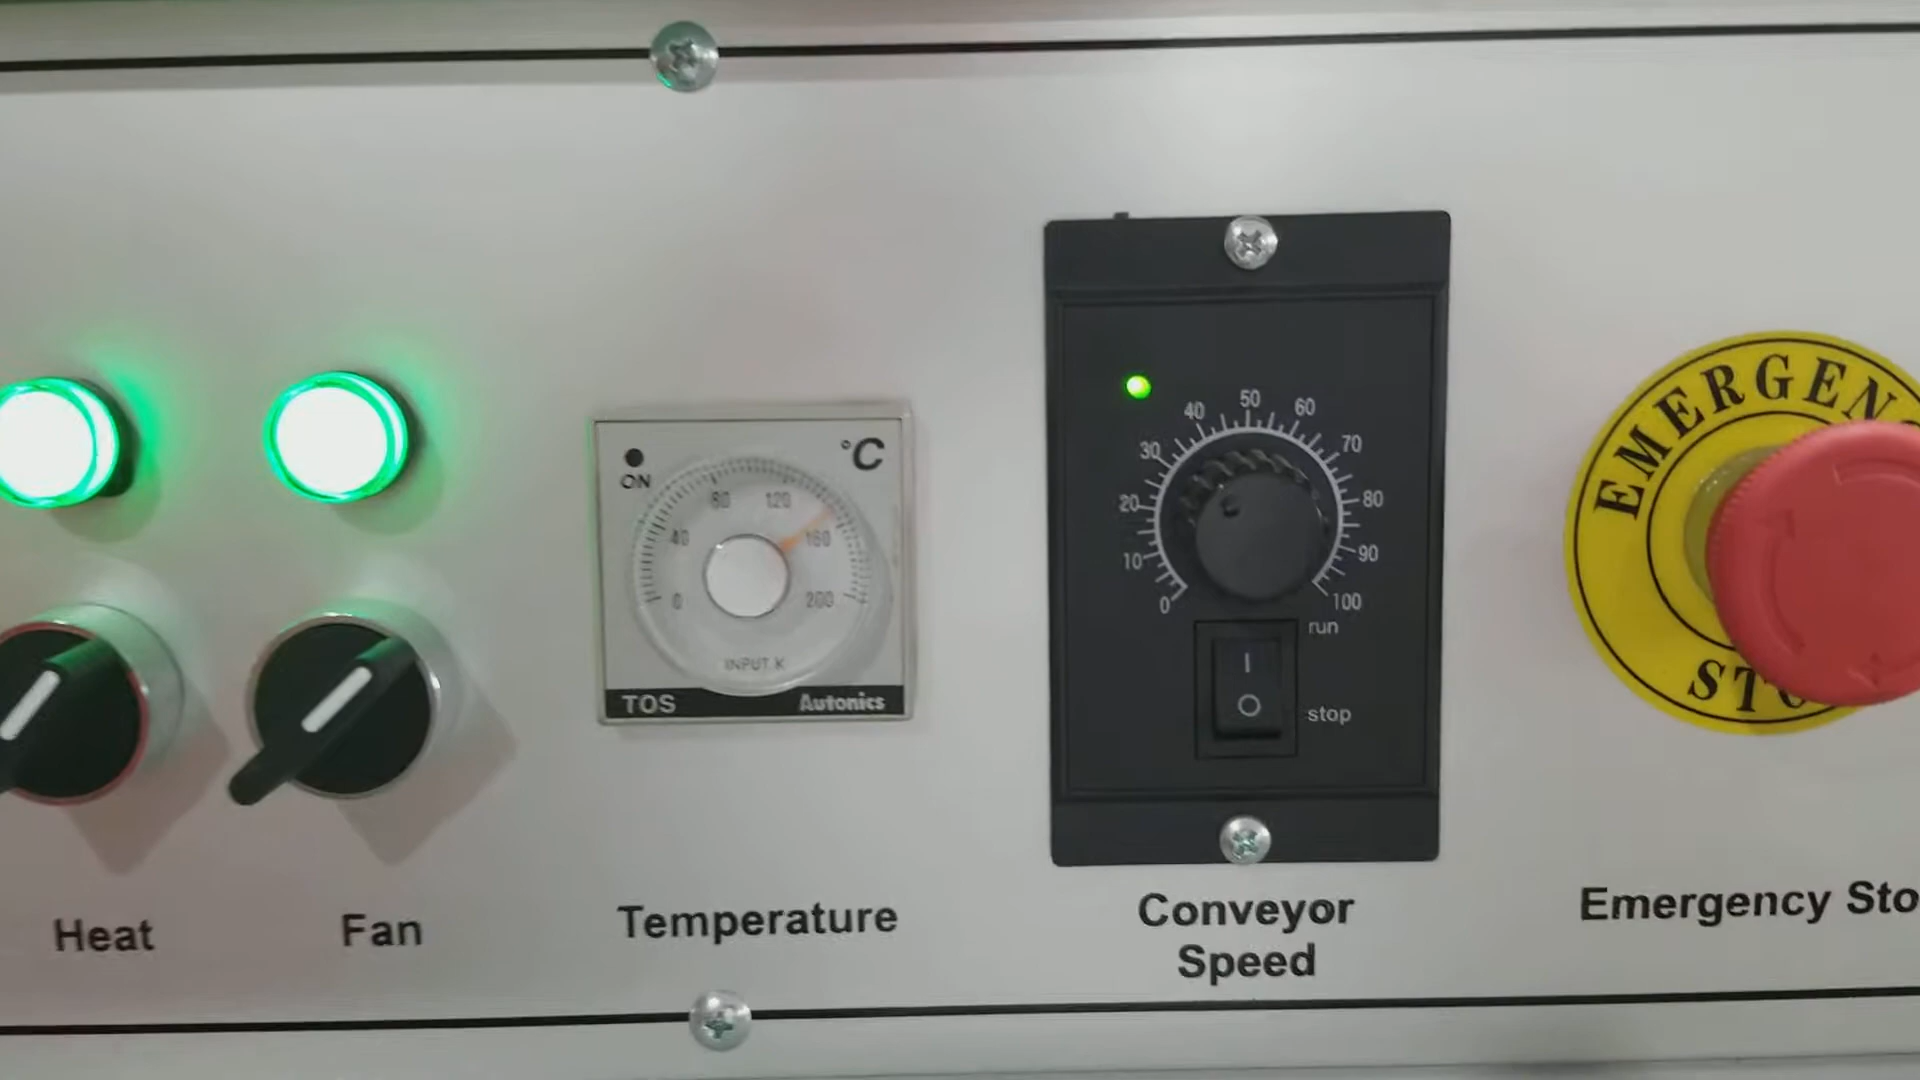 EMERGEN
STO
°C
ON
0
40
80
120
160
200
INPUT K
TOS
Autonics
0
10
20
30
40
50
60
70
80
90
100
run
I
O
stop
Heat
Fan
Temperature
Conveyor
Speed
Emergency Sto